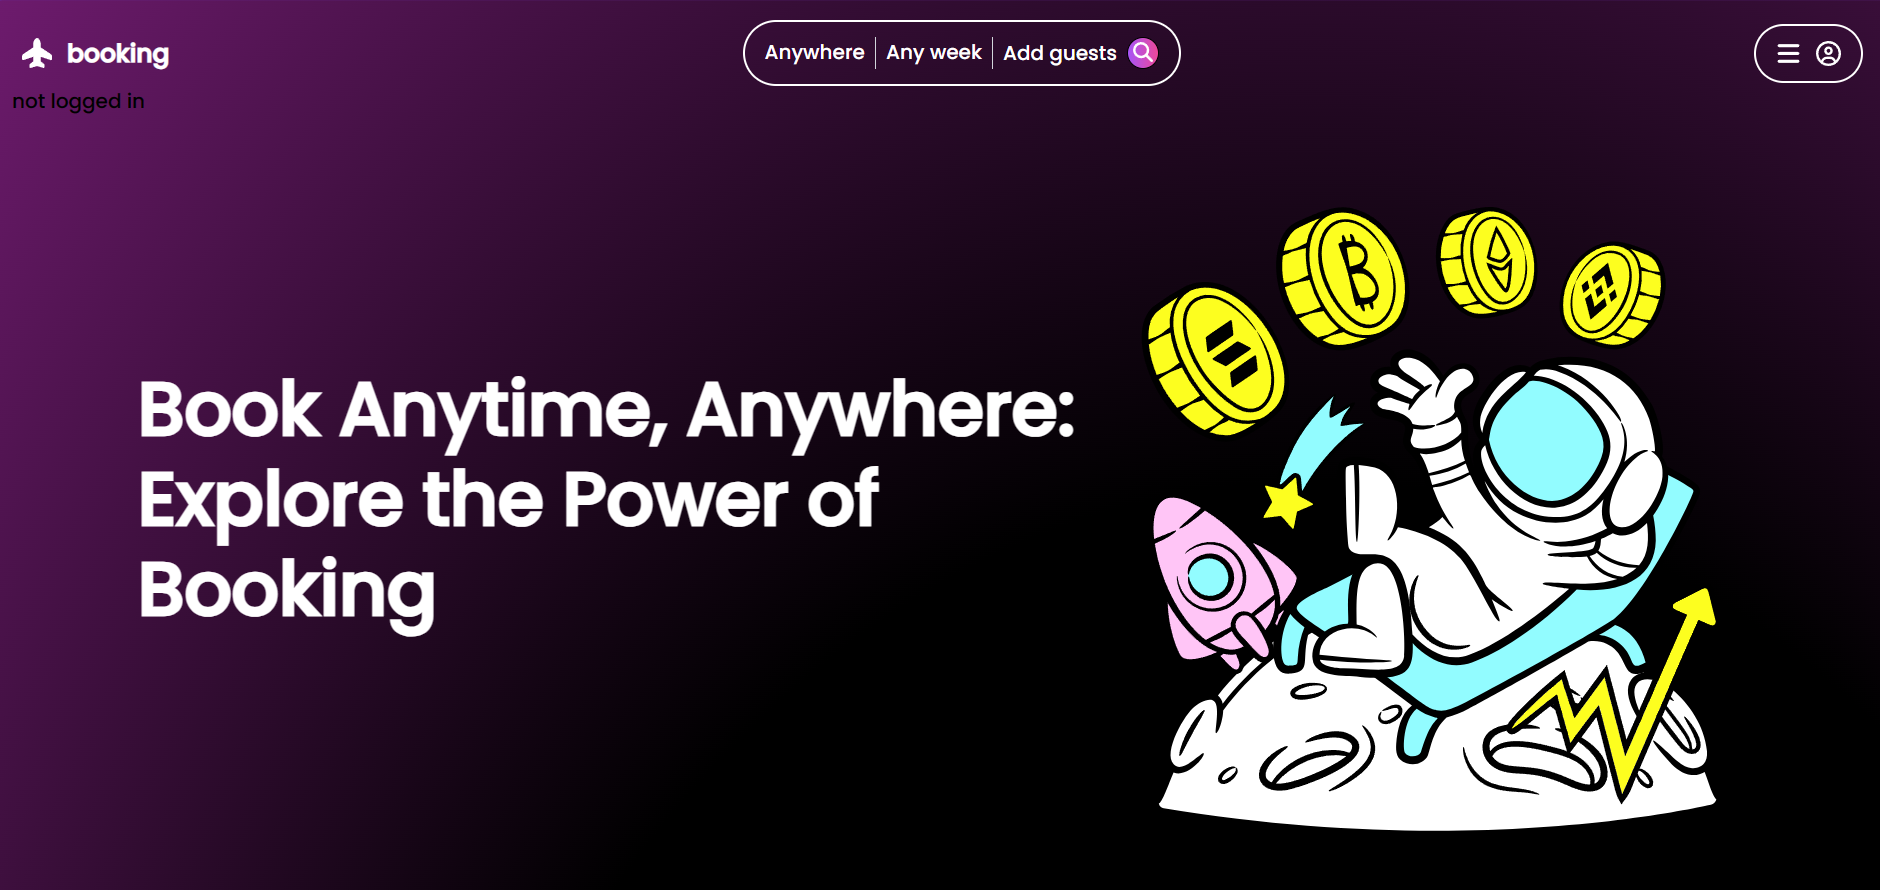 booking
Anywhere
Any week
Add guests
not logged in
Book Anytime, Anywhere:
Explore the Power of
Booking